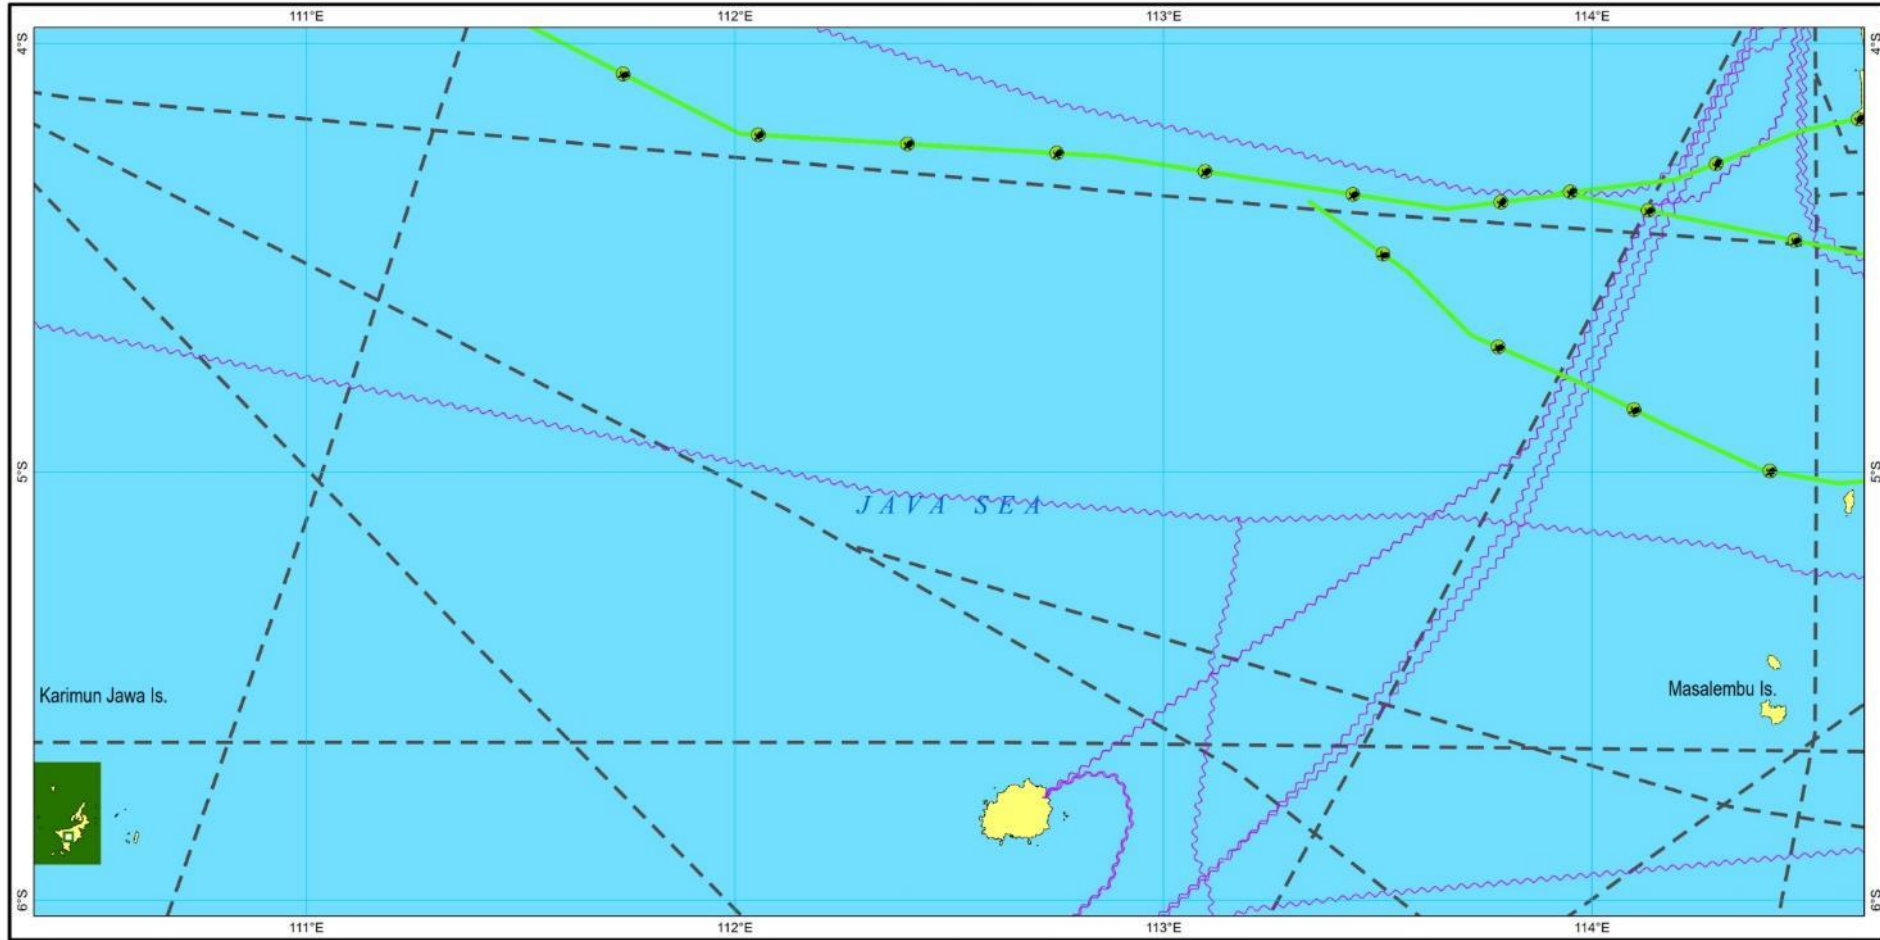 111°E 112°E 113°E 114°E
4°S 4°S
5°S 5°S
JAVA SEA
Karimun Jawa Is.
Masalembu Is.
6°S 6°S
111°E 112°E 113°E 114°E